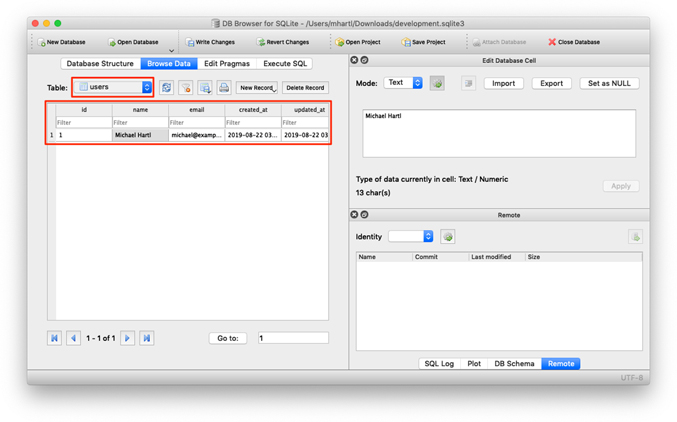 DB Browser for SQLite - /Users/mhartl/Downloads/development.sqlite3
New Database Open Database Write Changes Revert Changes Open Project Save Project Attach Database Close Database
Database Structure Browse Data Edit Pragmas Execute SQL
Table: users New Record Delete Record
id name email created_at updated_at
Filter Filter Filter Filter Filter
1 1 Michael Hartl michael@examp... 2019-08-22 03... 2019-08-22 03
1 - 1 of 1 Go to: 1
Edit Database Cell
Mode: Text Import Export Set as NULL
Michael Hartl
Type of data currently in cell: Text / Numeric
13 char(s) Apply
Remote
Identity
Name Commit Last modified Size
SQL Log Plot DB Schema Remote
UTF-8